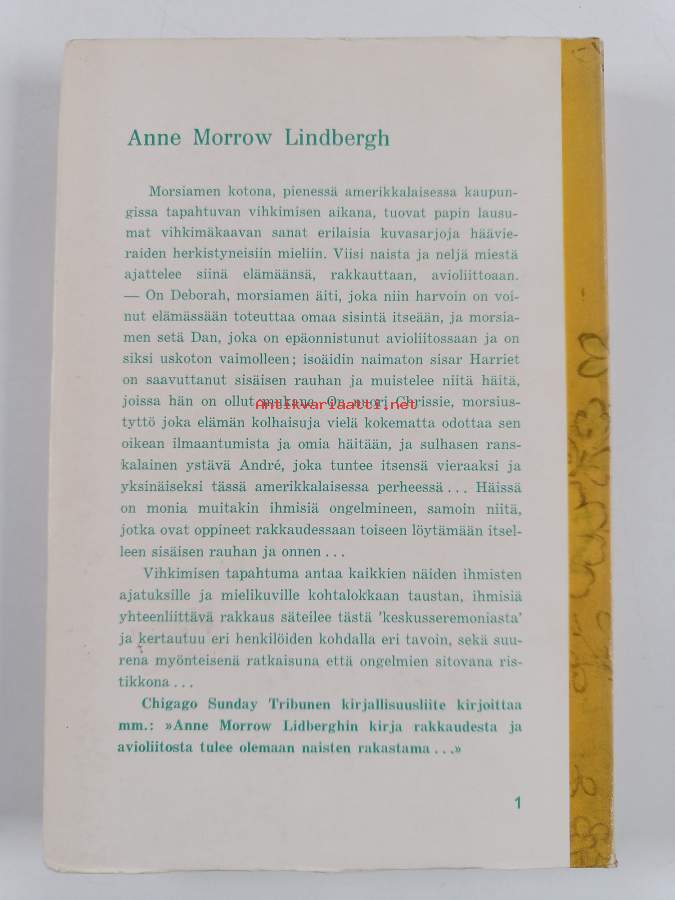 Anne Morrow Lindbergh
Morsiamen kotona, pienessä amerikkalaisessa kaupun-
gissa tapahtuvan vihkimisen aikana, tuovat papin lausu-
mat vihkimäkaavan sanat erilaisia kuvasarjoja häävie-
raiden herkistyneisiin mieliin. Viisi naista ja neljä miestä
ajattelee siinä elämäänsä, rakkauttaan, avioliittoaan.
— On Deborah, morsiamen äiti, joka niin harvoin on voi-
nut elämässään toteuttaa omaa sisintä itseään, ja morsia-
men setä Dan, joka on epäonnistunut avioliitossaan ja on
siksi uskoton vaimolleen; isoäidin naimaton sisar Harriet
on saavuttanut sisäisen rauhan ja muistelee niitä häitä,
joissa hän on ollut mukana. On nuori Chrissie, morsius-
Antikvariaatti.net
tyttö joka elämän kolhaisuja vielä kokematta odottaa sen
oikean ilmaantumista ja omia häitään, ja sulhasen rans-
kalainen ystävä André, joka tuntee itsensä vieraaksi ja
yksinäiseksi tässä amerikkalaisessa perheessä... Häissä
on monia muitakin ihmisiä ongelmineen, samoin niitä,
jotka ovat oppineet rakkaudessaan toiseen löytämään itsel-
leen sisäisen rauhan ja onnen...
Vihkimisen tapahtuma antaa kaikkien näiden ihmisten
ajatuksille ja mielikuville kohtalokkaan taustan, ihmisiä
yhteenliittävä rakkaus säteilee tästä 'keskusseremoniasta'
ja kertautuu eri henkilöiden kohdalla eri tavoin, sekä suu-
rena myönteisenä ratkaisuna että ongelmien sitovana ris-
tikkona...
Chigago Sunday Tribunen kirjallisuusliite kirjoittaa
mm.: »Anne Morrow Lidberghin kirja rakkaudesta ja
avioliitosta tulee olemaan naisten rakastama...»
1